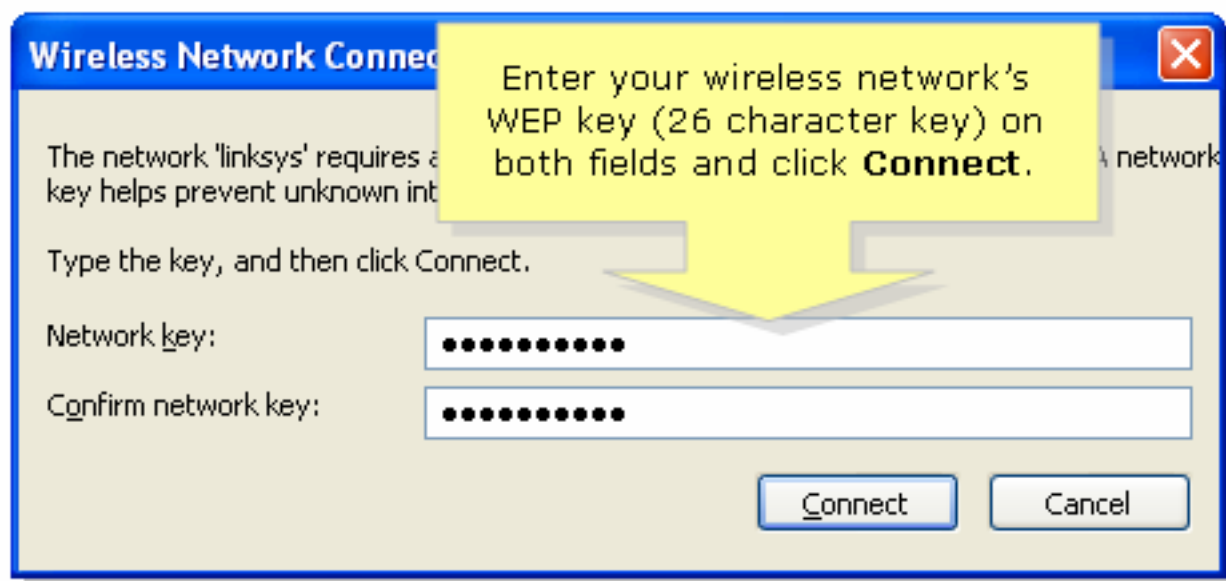 Wireless Network Connec
Enter your wireless network's
WEP key (26 character key) on
both fields and click Connect.
The network 'linksys' requires a network
key helps prevent unknown int
Type the key, and then click Connect.
Network key: ●●●●●●●●●●
Confirm network key: ●●●●●●●●●●
Connect Cancel